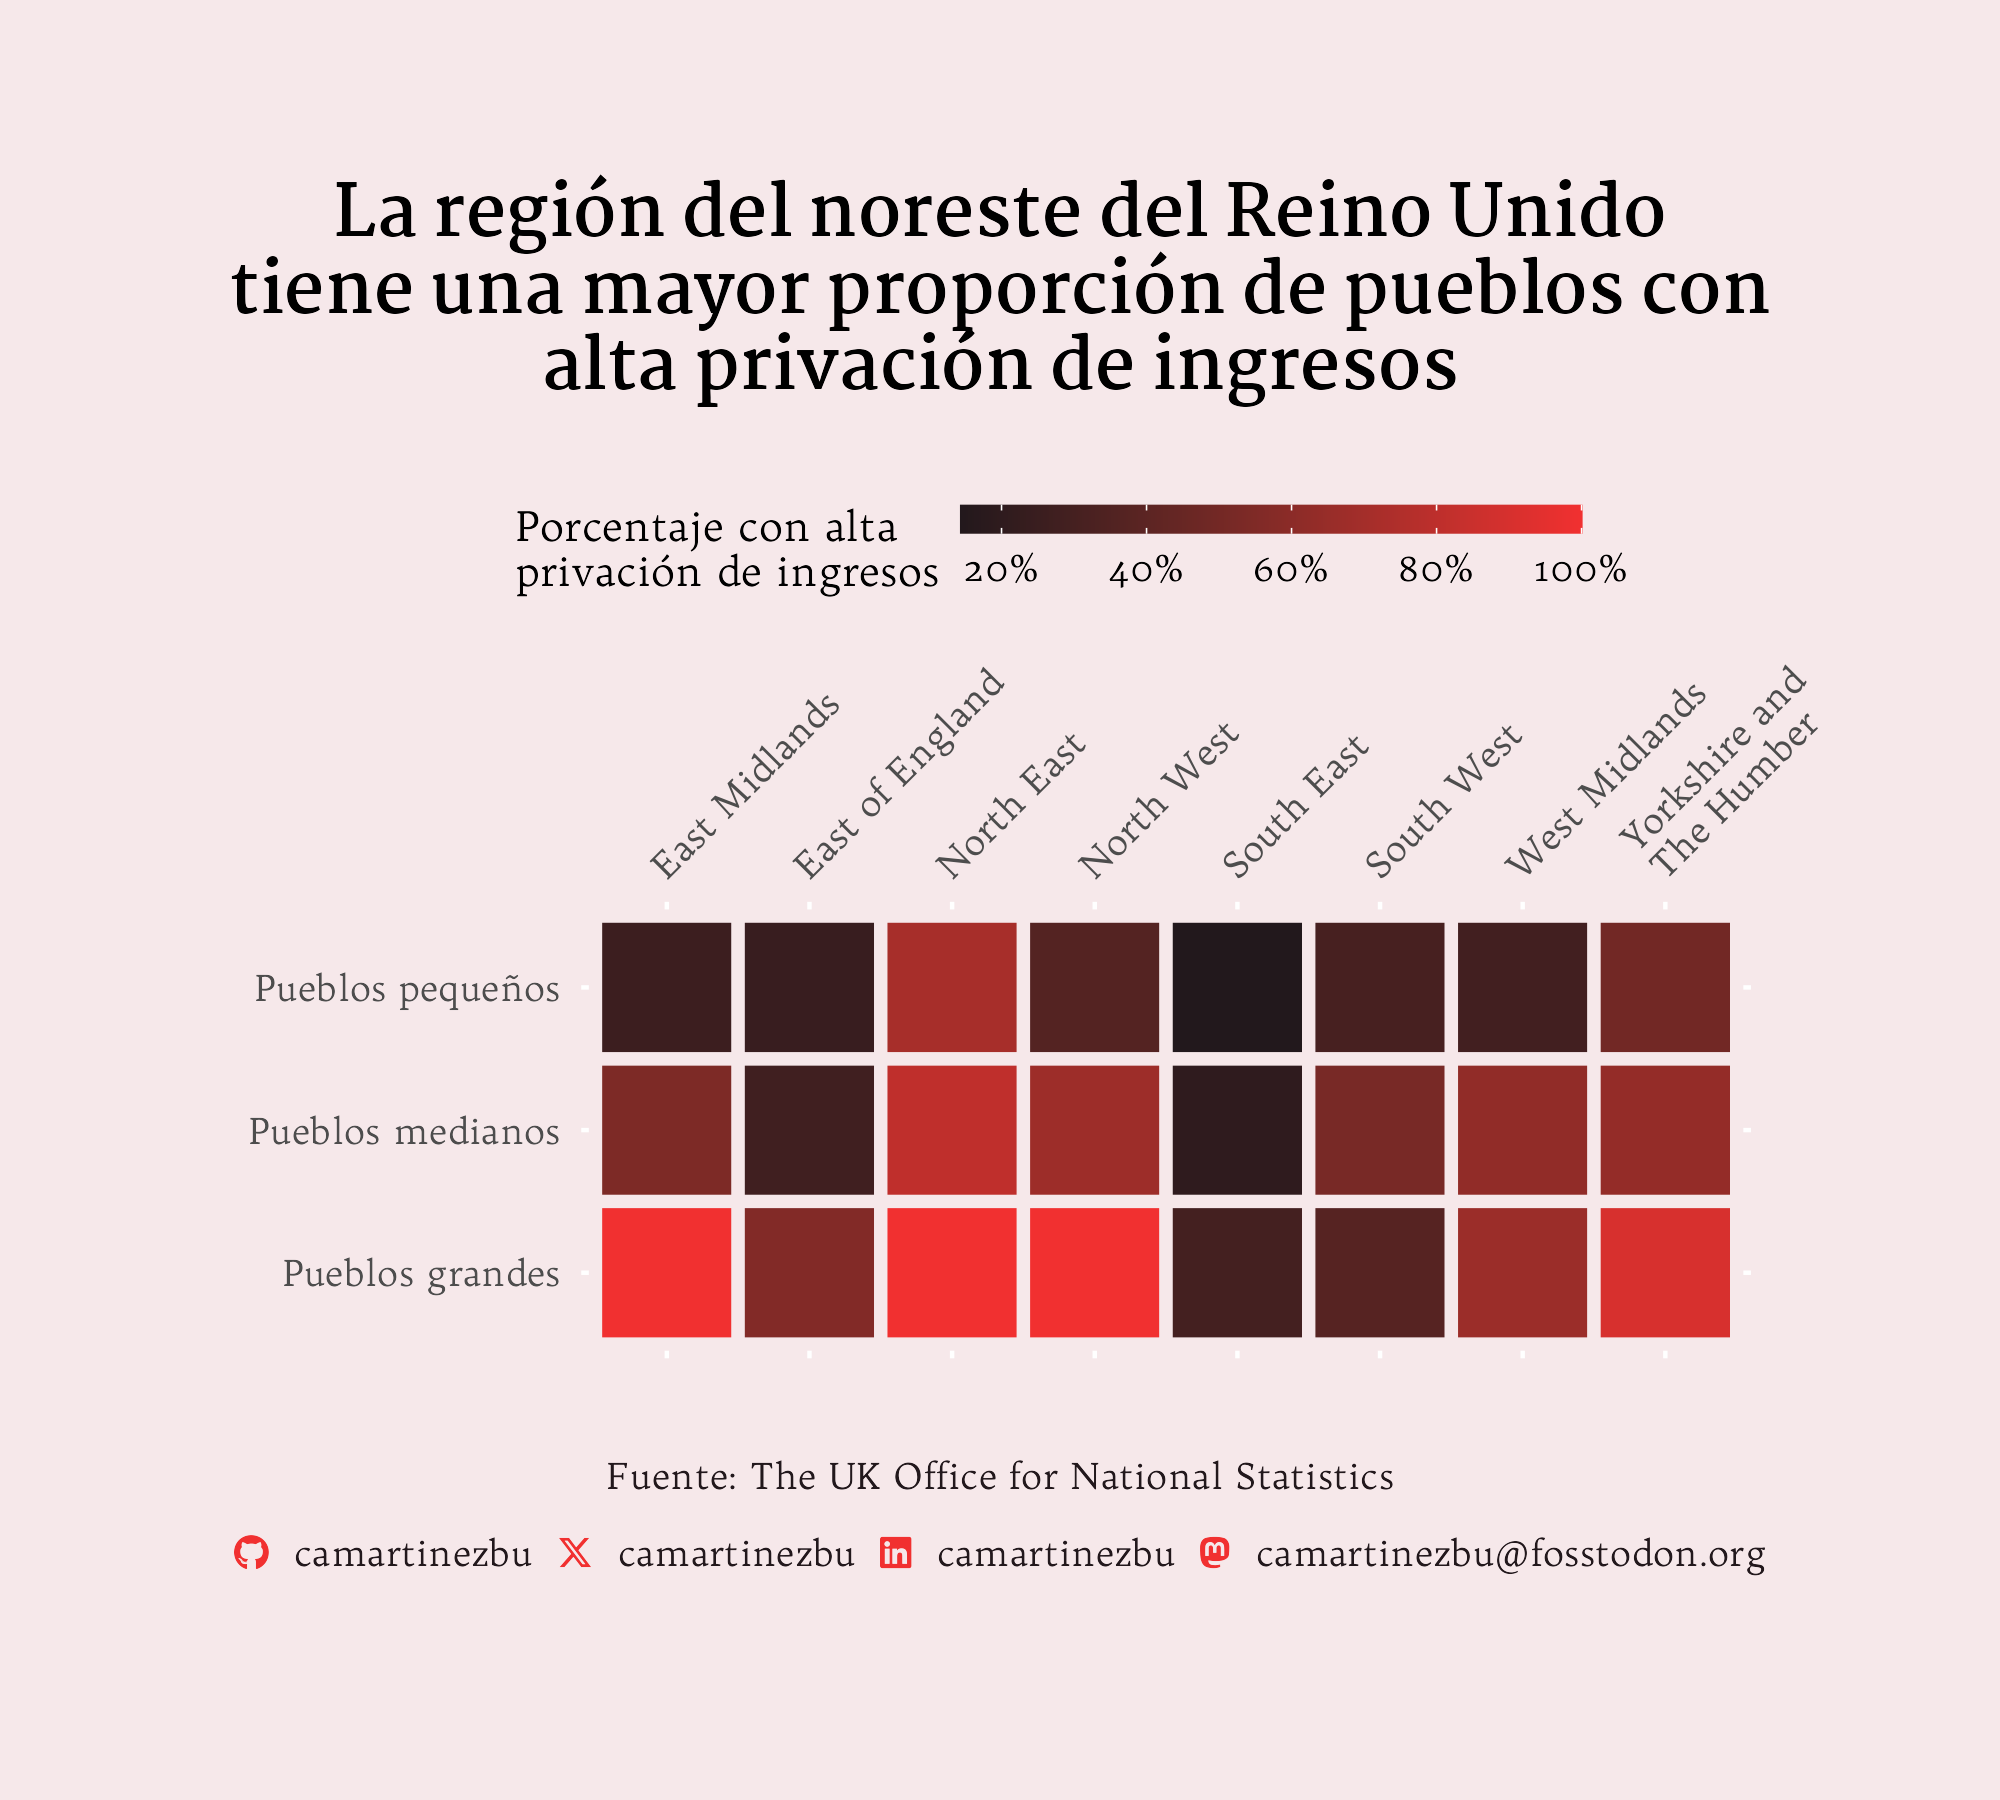 La región del noreste del Reino Unido
tiene una mayor proporción de pueblos con
alta privación de ingresos
Porcentaje con alta
privación de ingresos
20% 40% 60% 80% 100%
East Midlands
East of England
North East
North West
South East
South West
West Midlands
Yorkshire and
The Humber
Pueblos pequeños
Pueblos medianos
Pueblos grandes
Fuente: The UK Office for National Statistics
camartinezbu camartinezbu camartinezbu camartinezbu@fosstodon.org